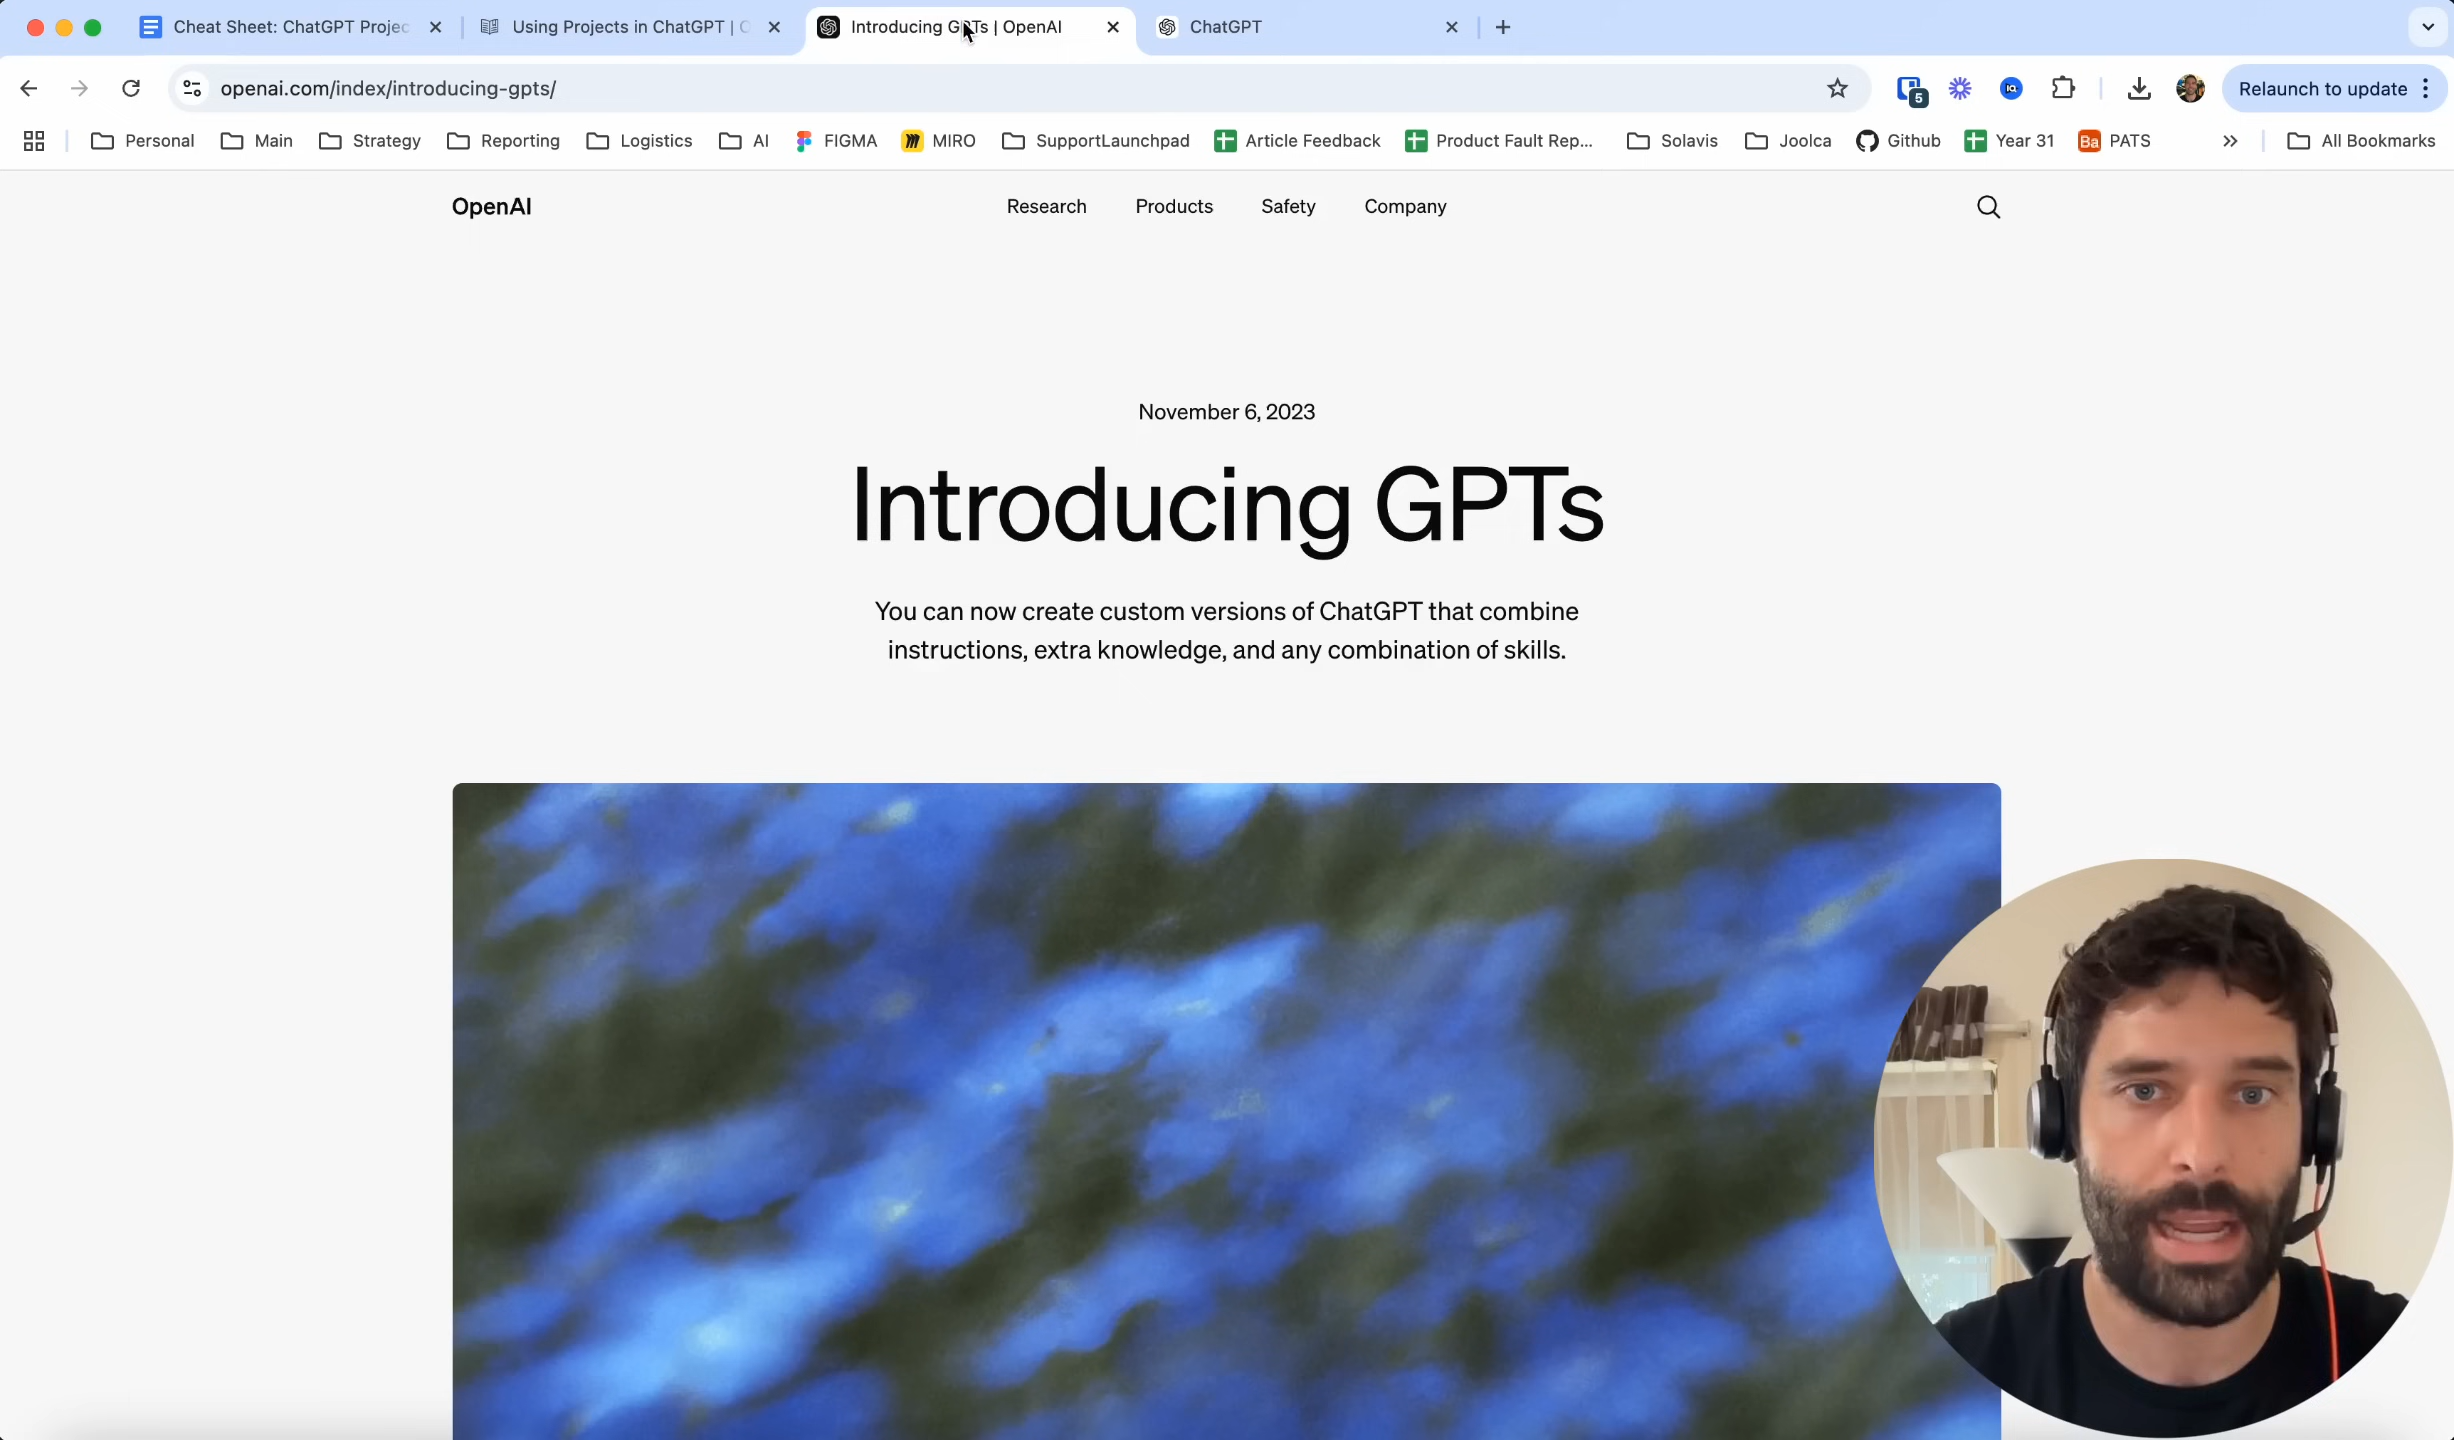 Cheat Sheet: ChatGPT Projec
Using Projects in ChatGPT |
Introducing GPTs | OpenAI
ChatGPT
openai.com/index/introducing-gpts/
5
IQ
Relaunch to update
Personal
Main
Strategy
Reporting
Logistics
AI
FIGMA
MIRO
SupportLaunchpad
Article Feedback
Product Fault Rep...
Solavis
Joolca
Github
Year 31
Ba PATS
All Bookmarks
OpenAI
Research
Products
Safety
Company
November 6, 2023
Introducing GPTs
You can now create custom versions of ChatGPT that combine
instructions, extra knowledge, and any combination of skills.